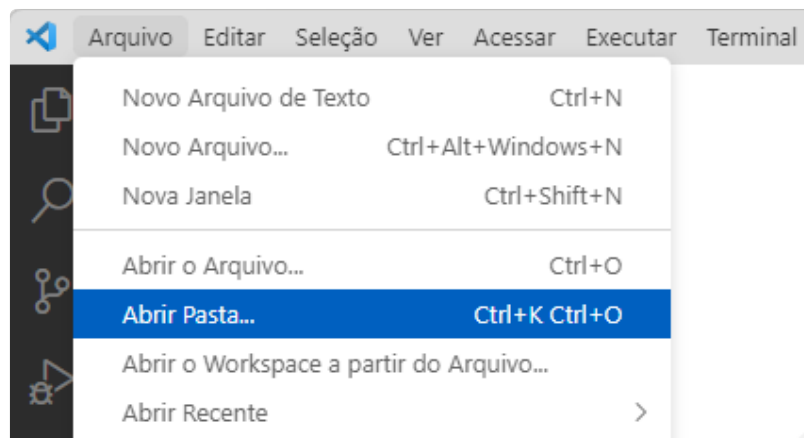 Arquivo Editar Seleção Ver Acessar Executar Terminal
Novo Arquivo de Texto Ctrl+N
Novo Arquivo... Ctrl+Alt+Windows+N
Nova Janela Ctrl+Shift+N
Abrir o Arquivo... Ctrl+O
Abrir Pasta... Ctrl+K Ctrl+O
Abrir o Workspace a partir do Arquivo...
Abrir Recente